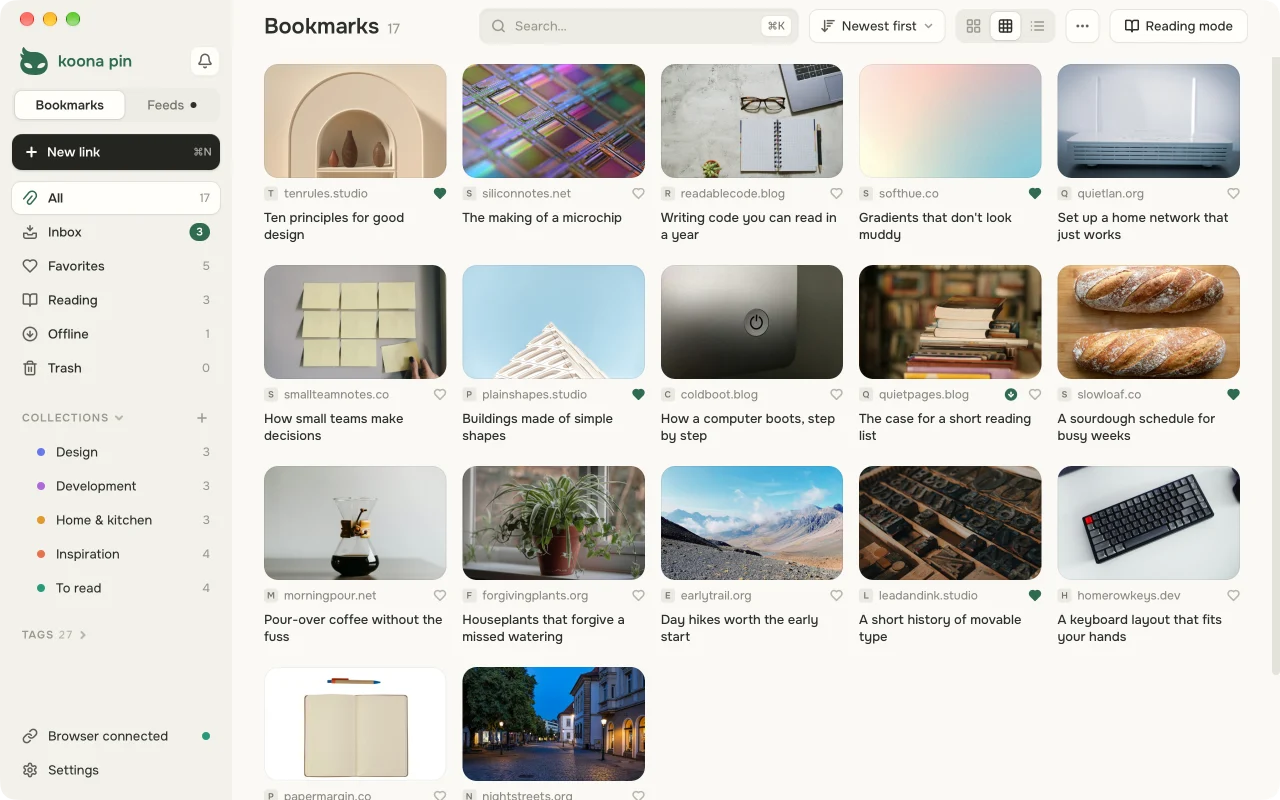 Bookmarks 17
Search...
⌘K
Newest first
Reading mode
koona pin
Bookmarks
Feeds
New link
⌘N
All
17
Inbox
3
Favorites
5
Reading
3
Offline
1
Trash
0
COLLECTIONS
Design
3
Development
3
Home & kitchen
3
Inspiration
4
To read
4
TAGS 27
Browser connected
Settings
T tenrules.studio
Ten principles for good
design
S siliconnotes.net
The making of a microchip
R readablecode.blog
Writing code you can read in
a year
S softhue.co
Gradients that don't look
muddy
Q quietlan.org
Set up a home network that
just works
S smallteamnotes.co
How small teams make
decisions
P plainshapes.studio
Buildings made of simple
shapes
C coldboot.blog
How a computer boots, step
by step
Q quietpages.blog
The case for a short reading
list
S slowloaf.co
A sourdough schedule for
busy weeks
M morningpour.net
Pour-over coffee without the
fuss
F forgivingplants.org
Houseplants that forgive a
missed watering
E earlytrail.org
Day hikes worth the early
start
L leadandink.studio
A short history of movable
type
H homerowkeys.dev
A keyboard layout that fits
your hands
P papermargin.co
N nightstreets.org